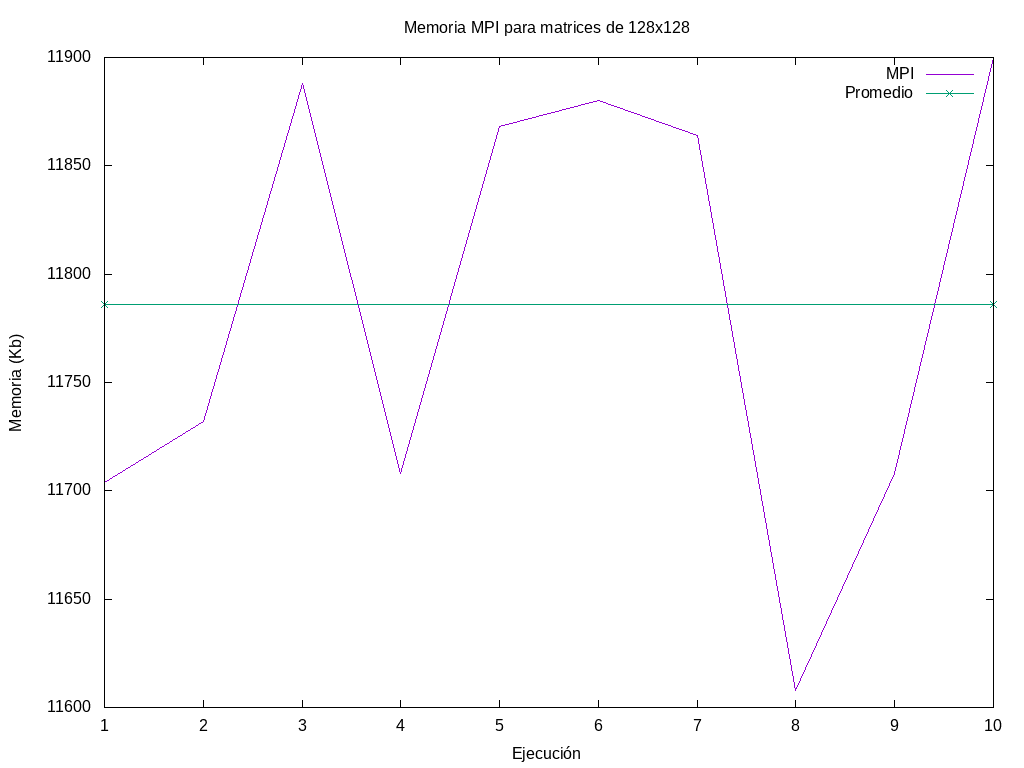 Memoria MPI para matrices de 128x128
MPI
Promedio
11900
11850
11800
11750
11700
11650
11600
Memoria (Kb)
1 2 3 4 5 6 7 8 9 10
Ejecución